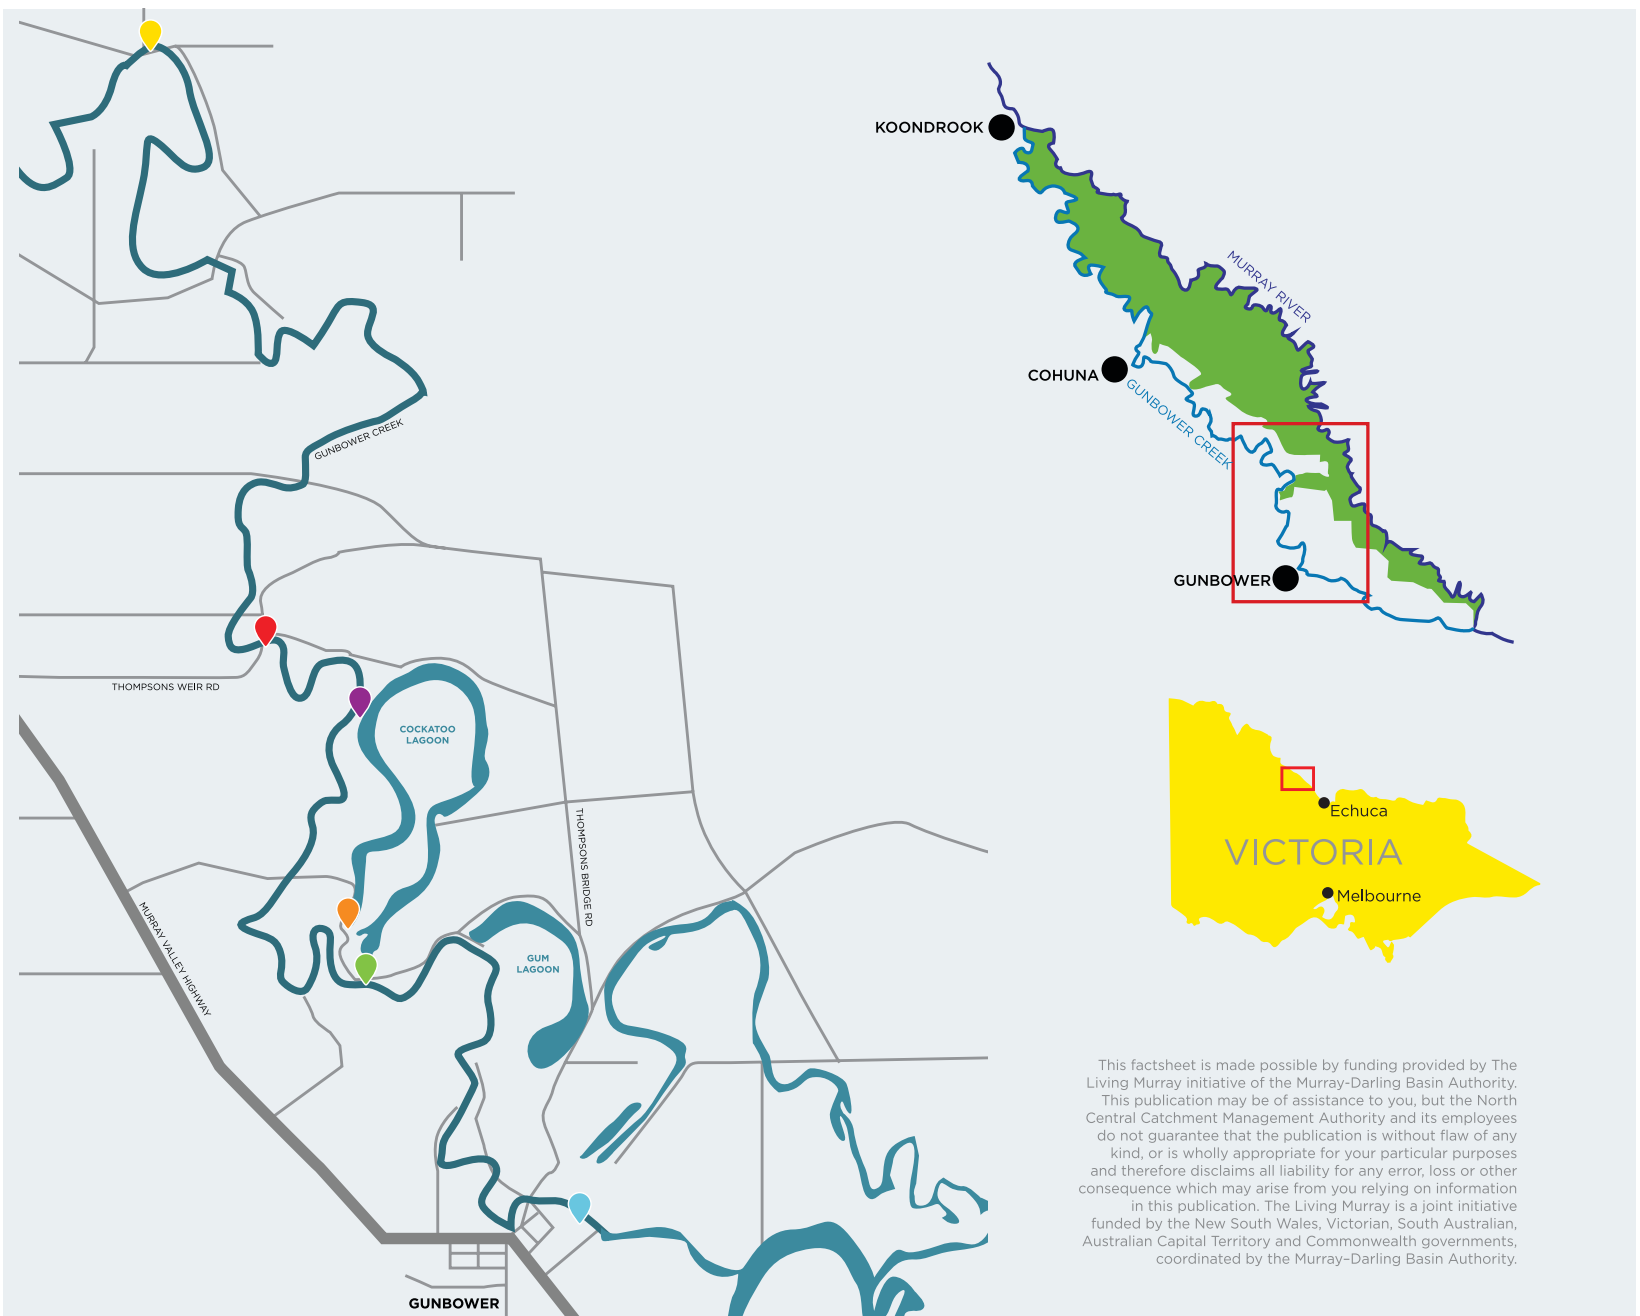 KOONDROOK
MURRAY RIVER
COHUNA
GUNBOWER CREEK
GUNBOWER
GUNBOWER CREEK
THOMPSONS WEIR RD
COCKATOO
LAGOON
THOMPSONS BRIDGE RD
MURRAY VALLEY HIGHWAY
GUM
LAGOON
GUNBOWER
Echuca
VICTORIA
Melbourne
This factsheet is made possible by funding provided by The
Living Murray initiative of the Murray-Darling Basin Authority.
This publication may be of assistance to you, but the North
Central Catchment Management Authority and its employees
do not guarantee that the publication is without flaw of any
kind, or is wholly appropriate for your particular purposes
and therefore disclaims all liability for any error, loss or other
consequence which may arise from you relying on information
in this publication. The Living Murray is a joint initiative
funded by the New South Wales, Victorian, South Australian,
Australian Capital Territory and Commonwealth governments,
coordinated by the Murray–Darling Basin Authority.